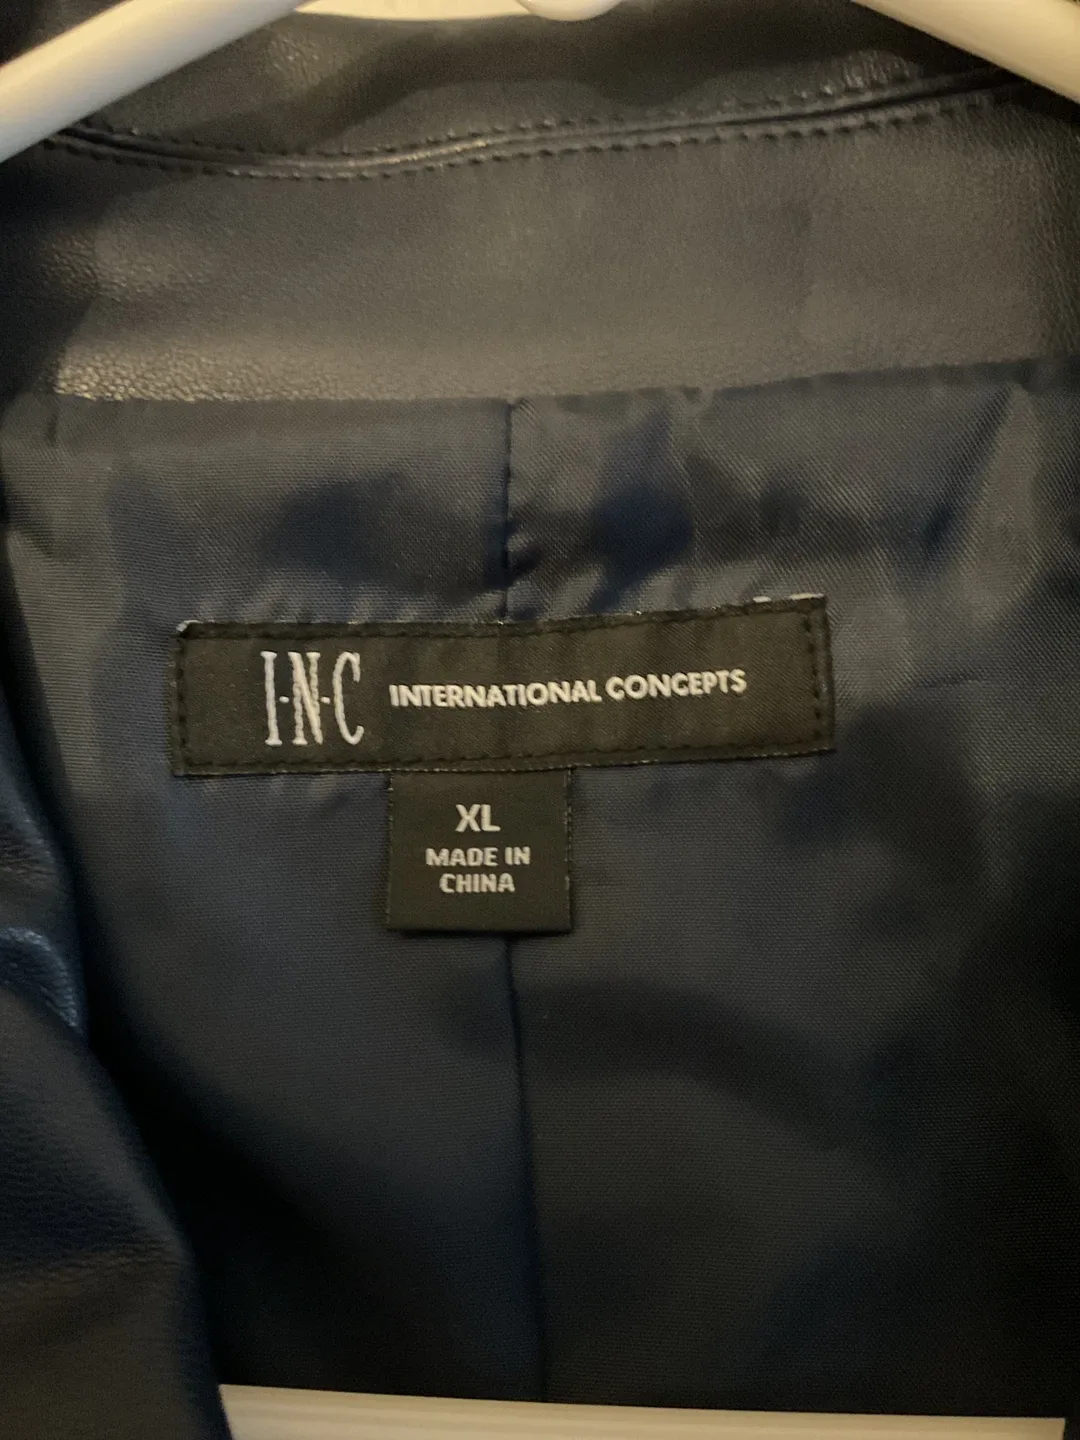 I·N·C INTERNATIONAL CONCEPTS
XL
MADE IN
CHINA